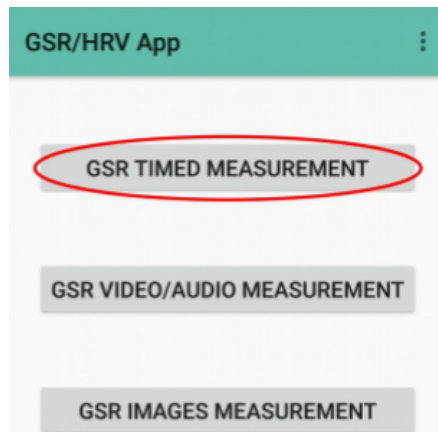 GSR/HRV App
GSR TIMED MEASUREMENT
GSR VIDEO/AUDIO MEASUREMENT
GSR IMAGES MEASUREMENT